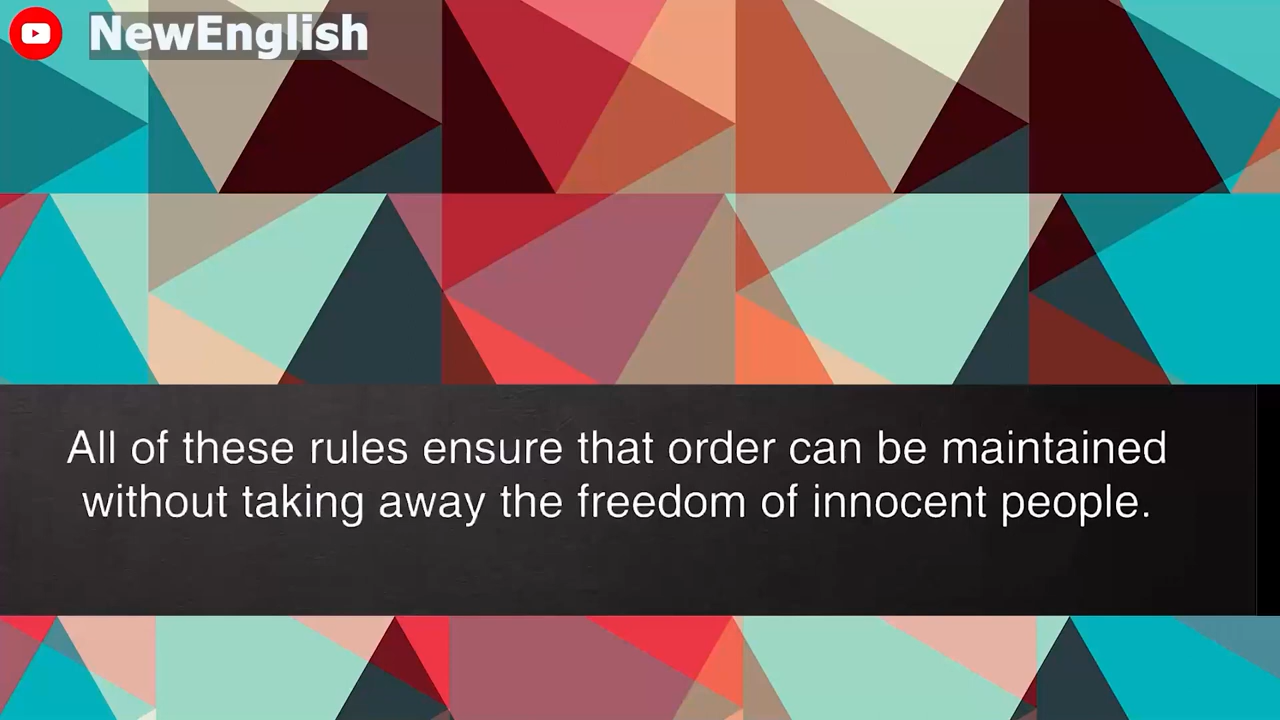 NewEnglish
All of these rules ensure that order can be maintained
without taking away the freedom of innocent people.